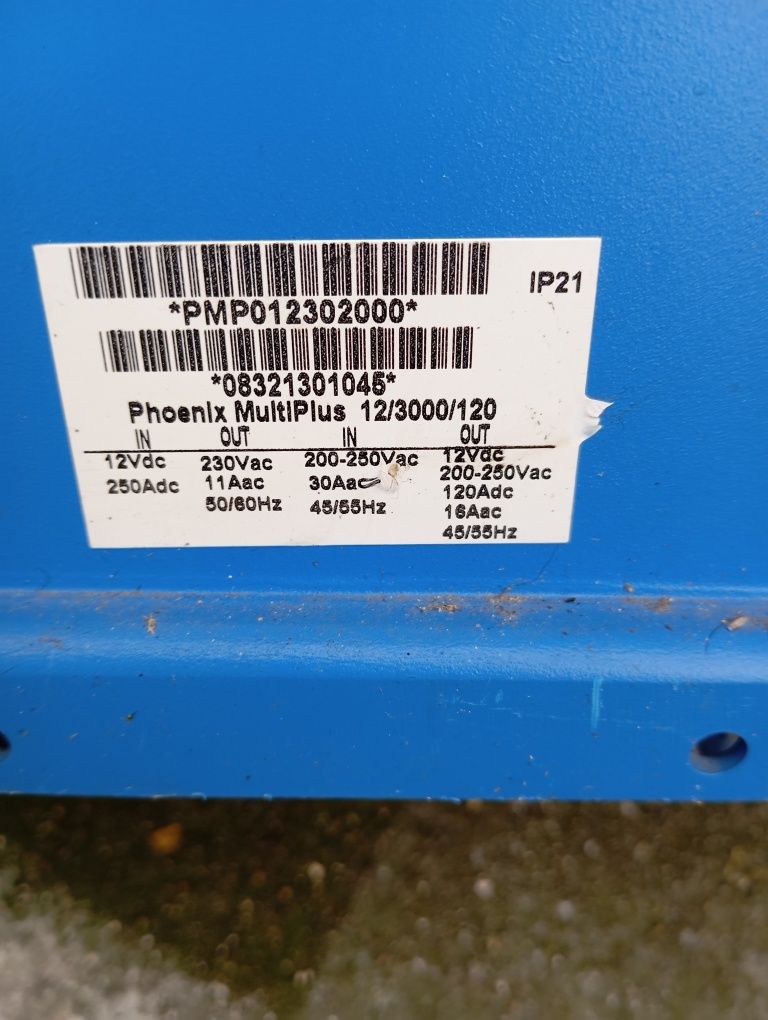 IP21
*PMP012302000*
*08321301045*
Phoenix MultiPlus 12/3000/120
IN OUT IN OUT
12Vdc 230Vac 200-250Vac 12Vdc
250Adc 11Aac 30Aac 200-250Vac
50/60Hz 45/55Hz 120Adc
16Aac
45/55Hz